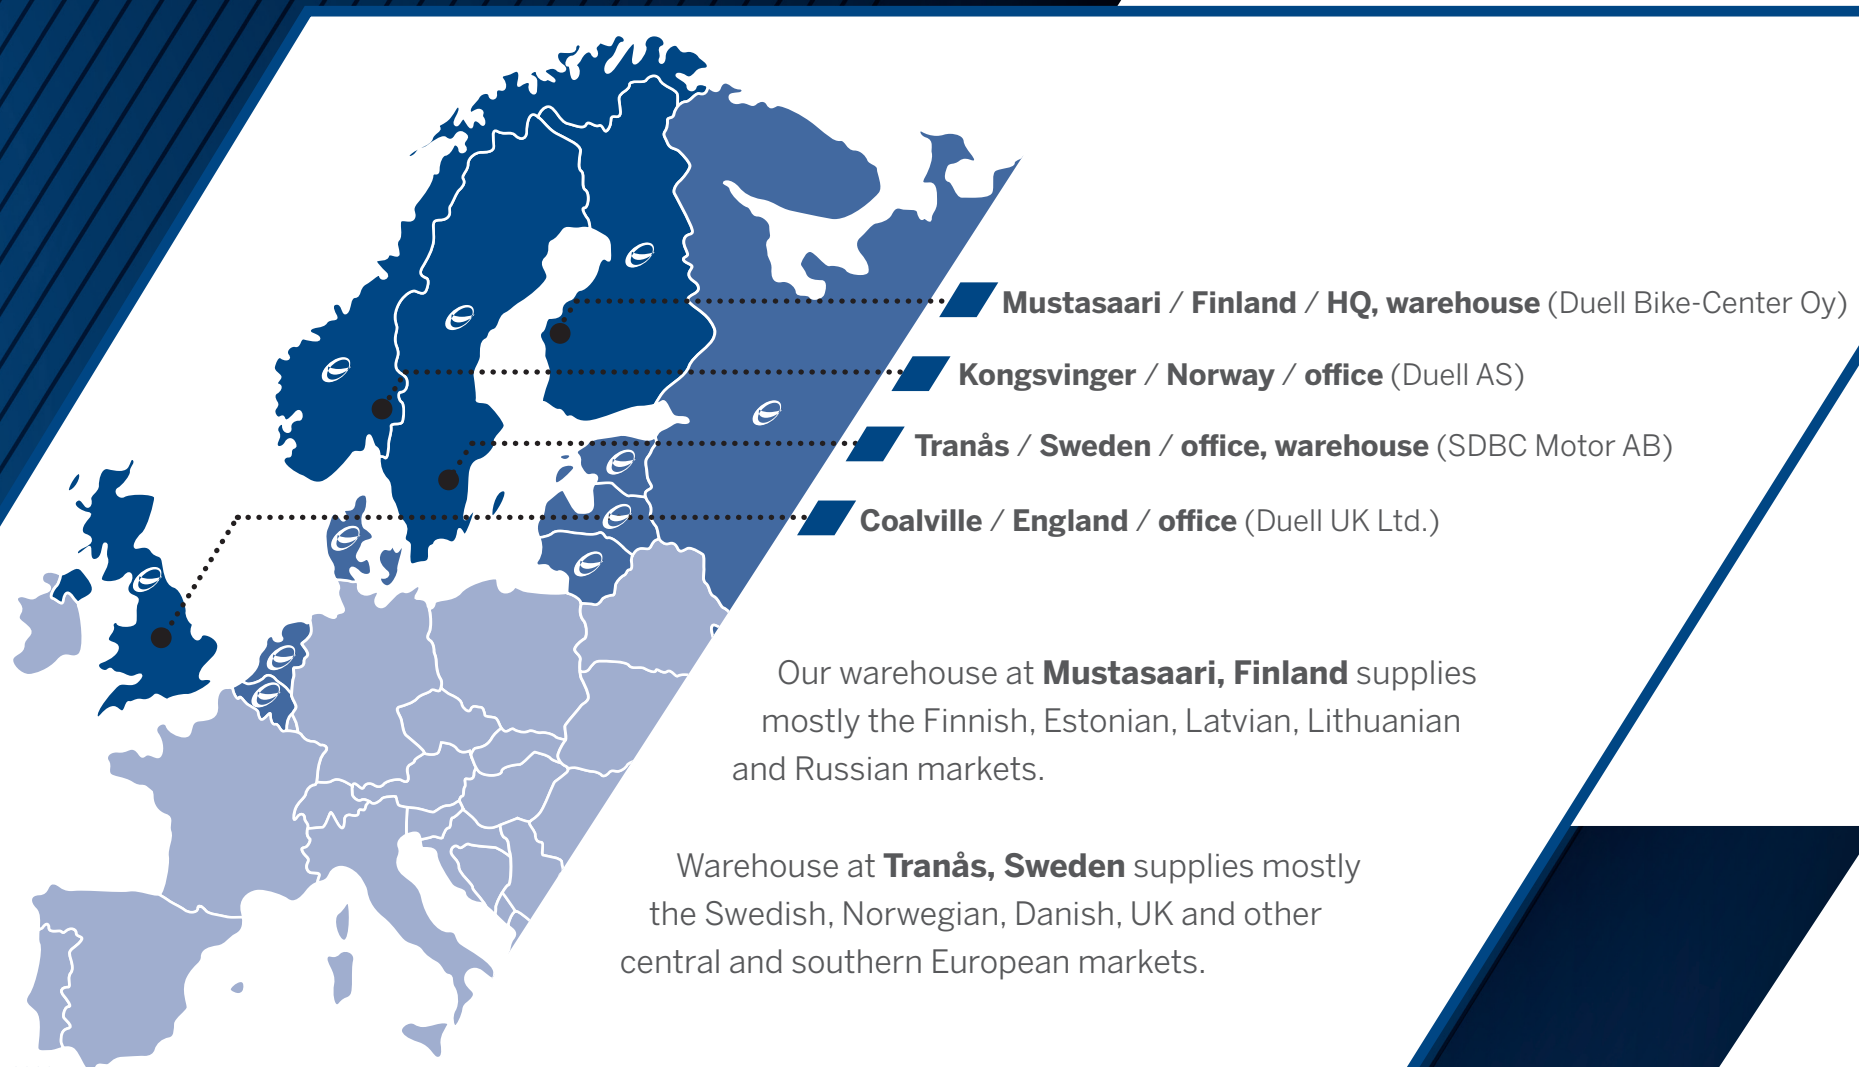 Mustasaari / Finland / HQ, warehouse (Duell Bike-Center Oy)
Kongsvinger / Norway / office (Duell AS)
Tranås / Sweden / office, warehouse (SDBC Motor AB)
Coalville / England / office (Duell UK Ltd.)
Our warehouse at Mustasaari, Finland supplies
mostly the Finnish, Estonian, Latvian, Lithuanian
and Russian markets.
Warehouse at Tranås, Sweden supplies mostly
the Swedish, Norwegian, Danish, UK and other
central and southern European markets.